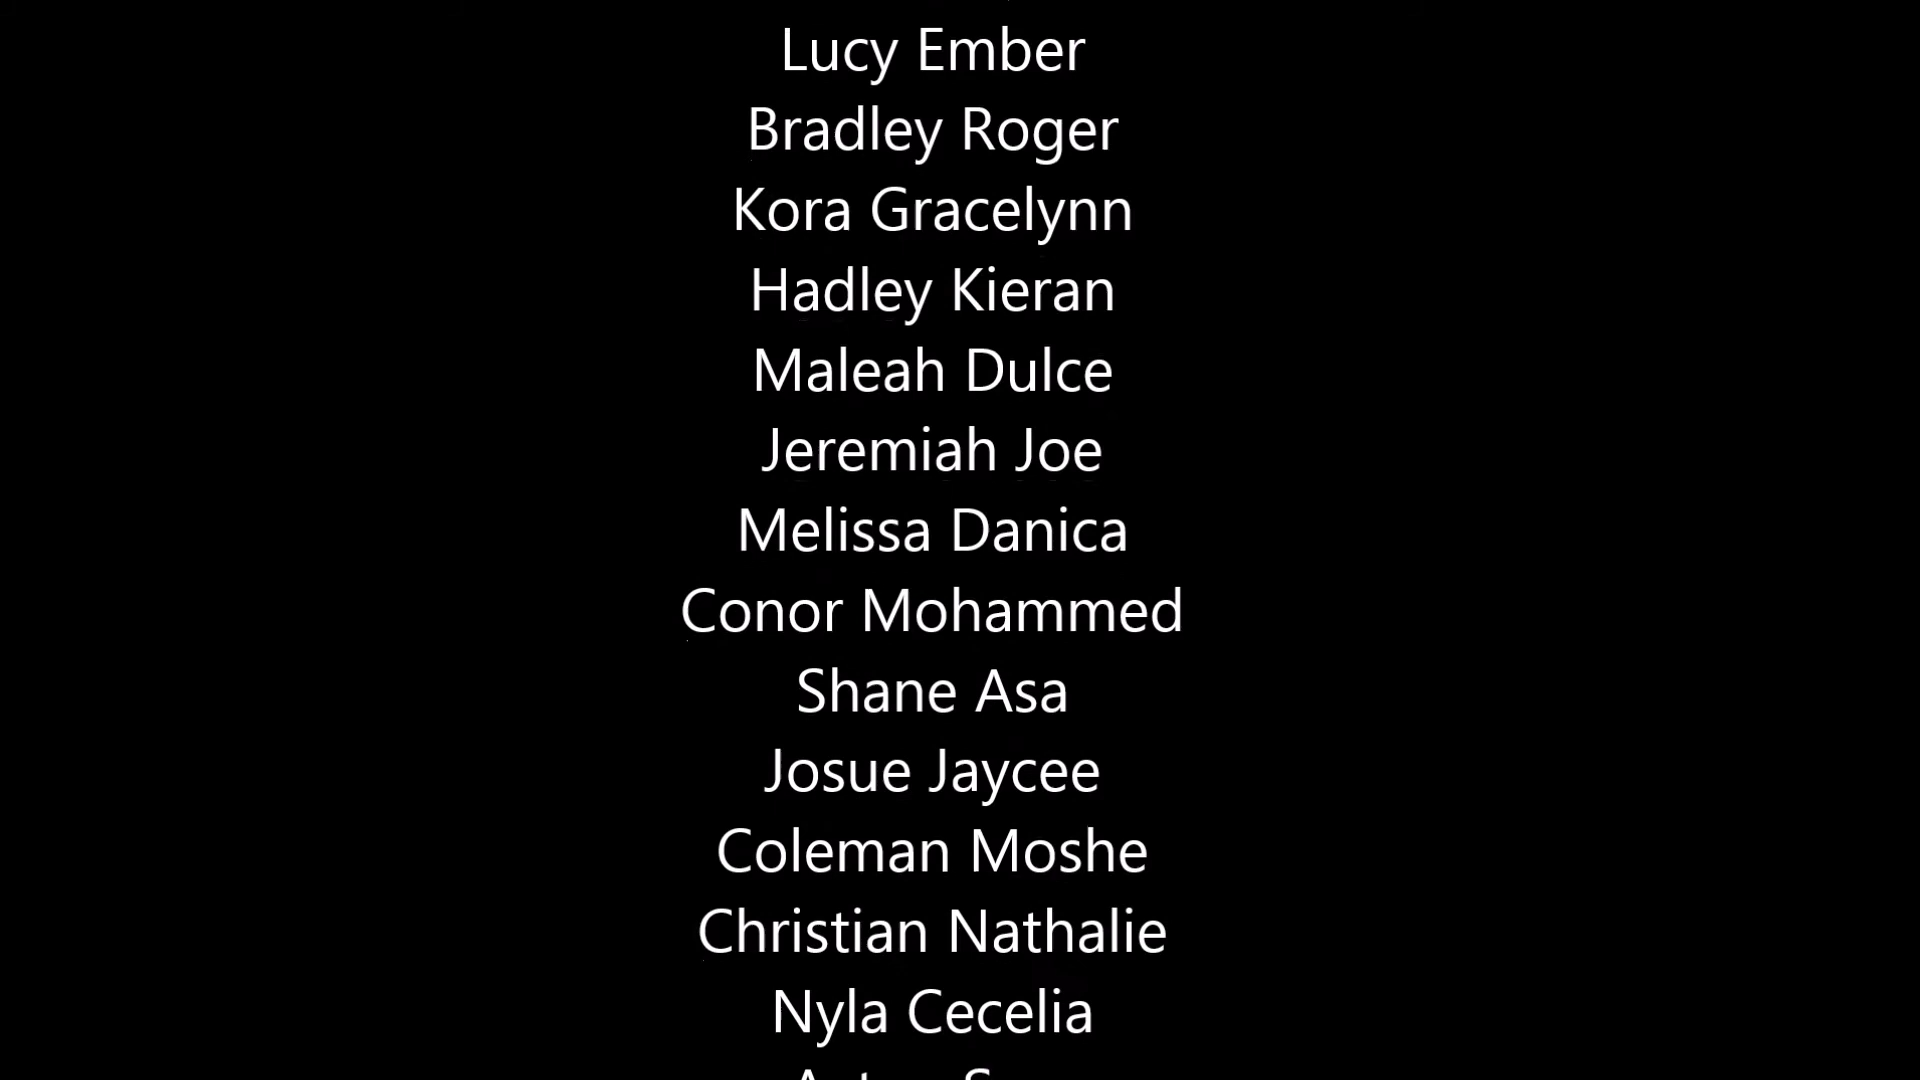 Lucy Ember
Bradley Roger
Kora Gracelynn
Hadley Kieran
Maleah Dulce
Jeremiah Joe
Melissa Danica
Conor Mohammed
Shane Asa
Josue Jaycee
Coleman Moshe
Christian Nathalie
Nyla Cecelia